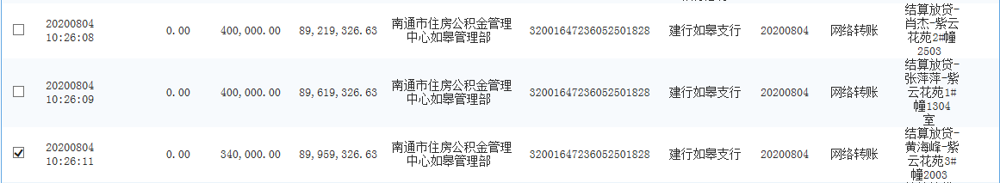 20200804
10:26:08
0.00
400,000.00
89,219,326.63
南通市住房公积金管理
中心如皋管理部
32001647236052501828
建行如皋支行
20200804
网络转账
结算放贷-
肖杰-紫云
花苑2#幢
2503
20200804
10:26:09
0.00
400,000.00
89,619,326.63
南通市住房公积金管理
中心如皋管理部
32001647236052501828
建行如皋支行
20200804
网络转账
结算放贷-
张萍萍-紫
云花苑1#
幢1304
室
20200804
10:26:11
0.00
340,000.00
89,959,326.63
南通市住房公积金管理
中心如皋管理部
32001647236052501828
建行如皋支行
20200804
网络转账
结算放贷-
黄海峰-紫
云花苑3#
幢2003